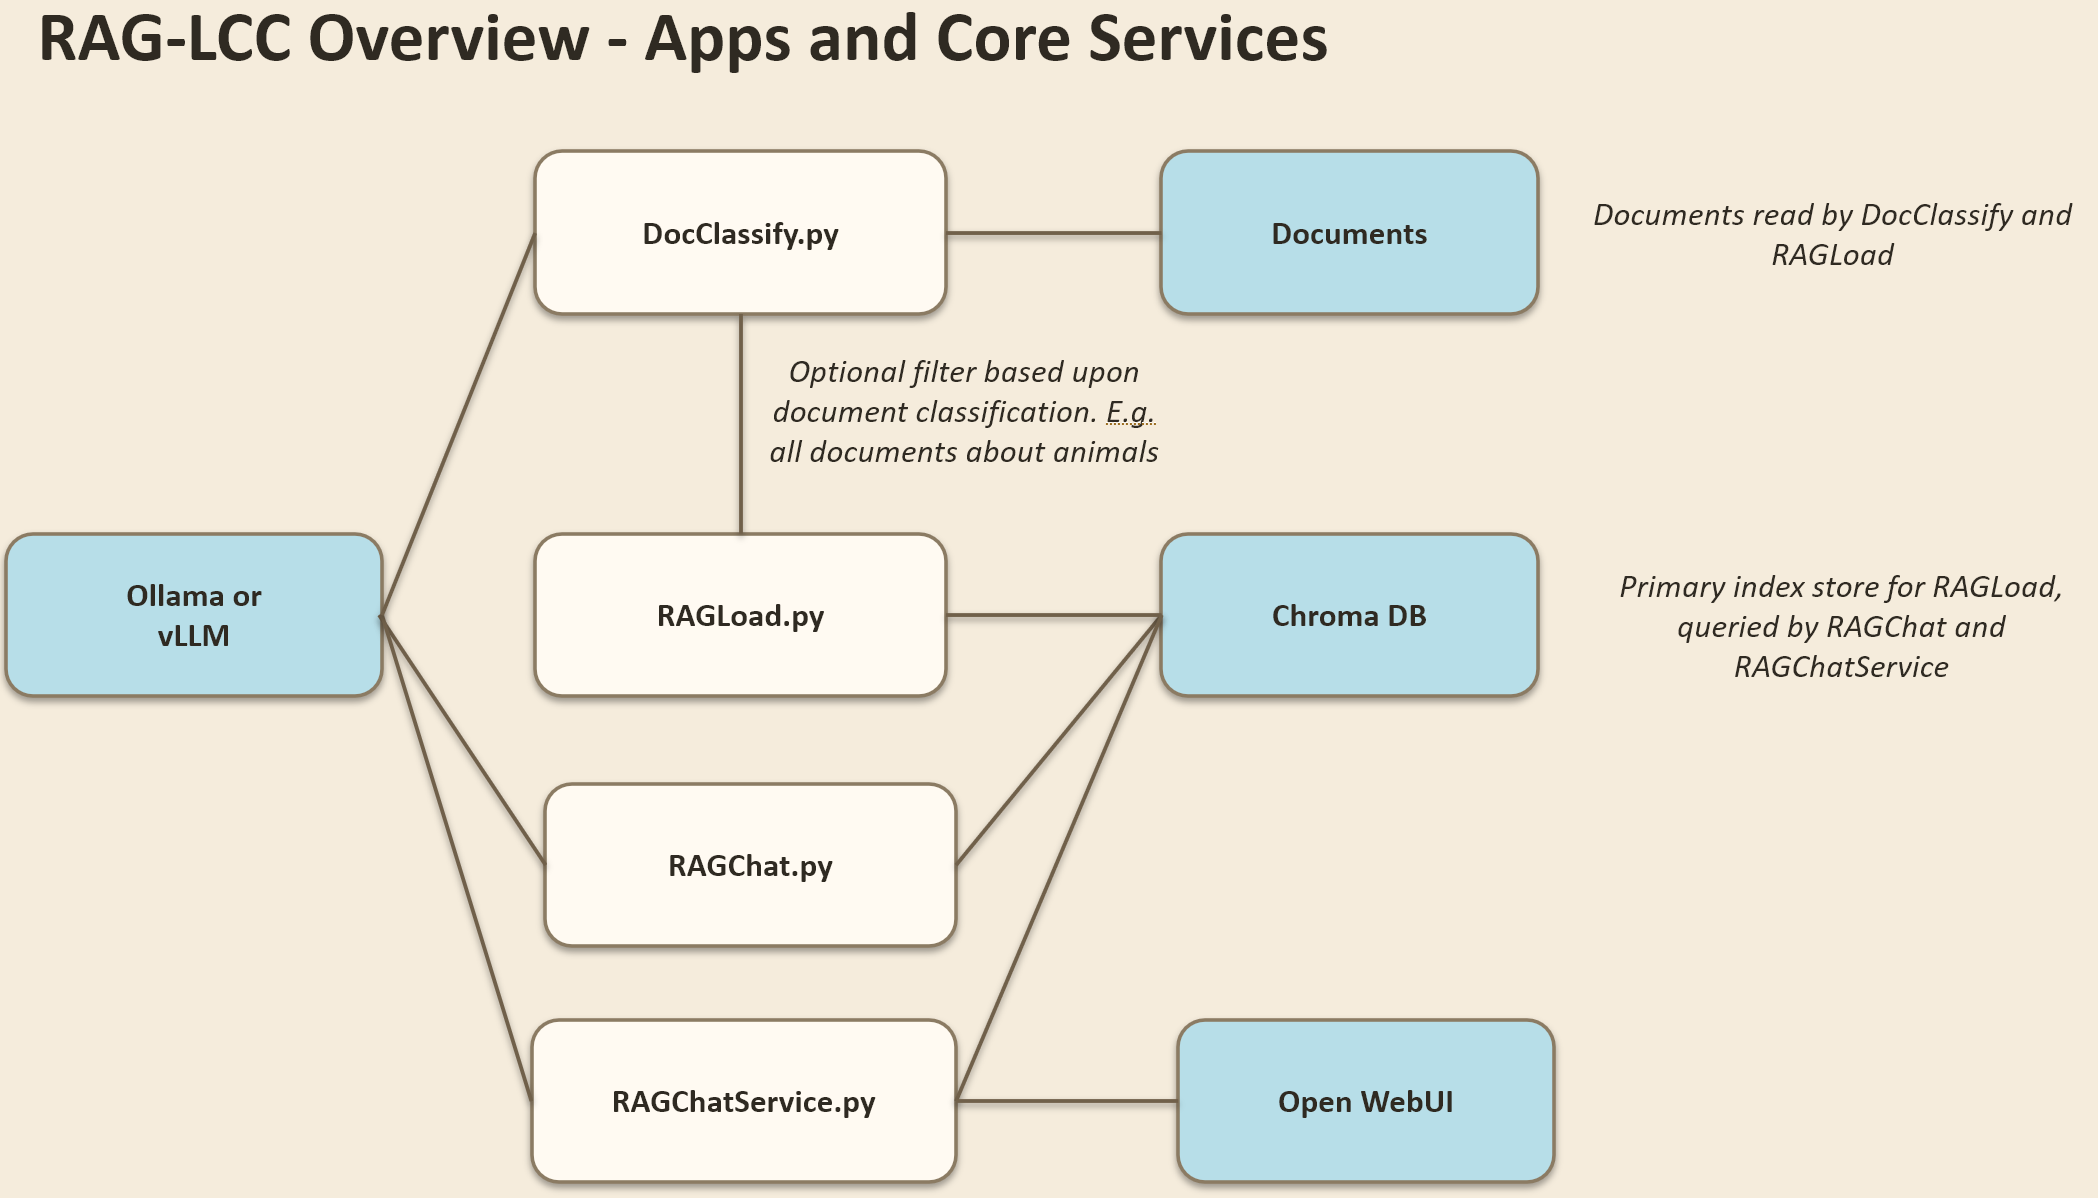 RAG-LCC Overview - Apps and Core Services
DocClassify.py
Documents
Documents read by DocClassify and
RAGLoad
Optional filter based upon
document classification. E.g.
all documents about animals
Ollama or
vLLM
RAGLoad.py
Chroma DB
Primary index store for RAGLoad,
queried by RAGChat and
RAGChatService
RAGChat.py
RAGChatService.py
Open WebUI